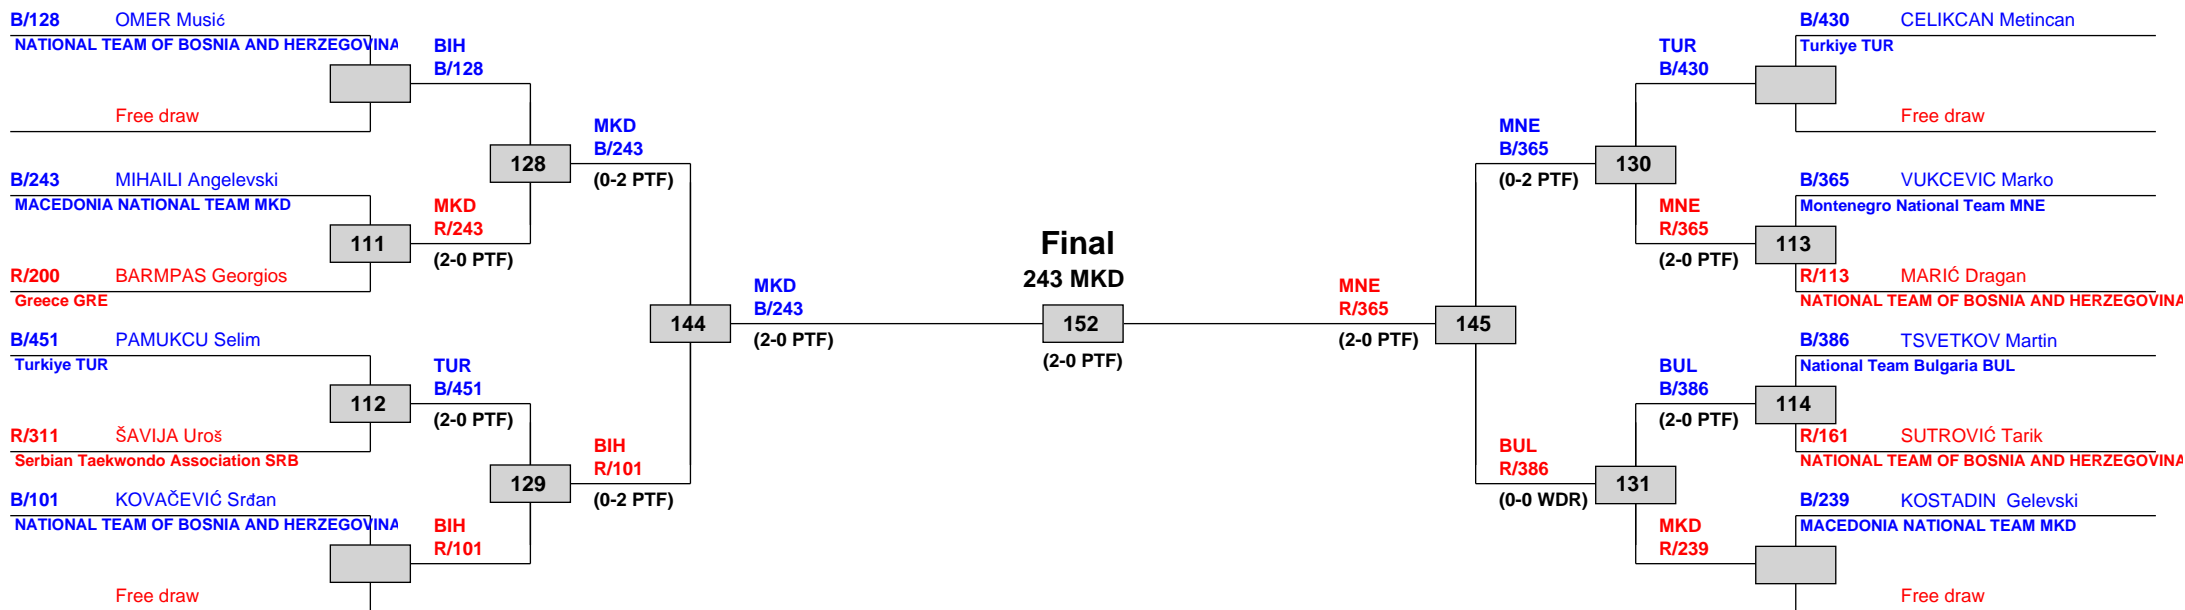 B/128 OMER Musić
NATIONAL TEAM OF BOSNIA AND HERZEGOVINA
Free draw
B/243 MIHAILI Angelevski
MACEDONIA NATIONAL TEAM MKD
R/200 BARMPAS Georgios
Greece GRE
B/451 PAMUKCU Selim
Turkiye TUR
R/311 ŠAVIJA Uroš
Serbian Taekwondo Association SRB
B/101 KOVAČEVIĆ Srđan
NATIONAL TEAM OF BOSNIA AND HERZEGOVINA
Free draw
111
112
BIH
B/128
MKD
R/243
(2-0 PTF)
TUR
B/451
(2-0 PTF)
BIH
R/101
128
129
MKD
B/243
(0-2 PTF)
BIH
R/101
(0-2 PTF)
144
MKD
B/243
(2-0 PTF)
Final
243 MKD
152
(2-0 PTF)
MNE
R/365
(2-0 PTF)
145
MNE
B/365
(0-2 PTF)
BUL
R/386
(0-0 WDR)
130
131
TUR
B/430
MNE
R/365
(2-0 PTF)
BUL
B/386
(2-0 PTF)
MKD
R/239
113
114
B/430 CELIKCAN Metincan
Turkiye TUR
Free draw
B/365 VUKCEVIC Marko
Montenegro National Team MNE
R/113 MARIĆ Dragan
NATIONAL TEAM OF BOSNIA AND HERZEGOVINA
B/386 TSVETKOV Martin
National Team Bulgaria BUL
R/161 SUTROVIĆ Tarik
NATIONAL TEAM OF BOSNIA AND HERZEGOVINA
B/239 KOSTADIN Gelevski
MACEDONIA NATIONAL TEAM MKD
Free draw